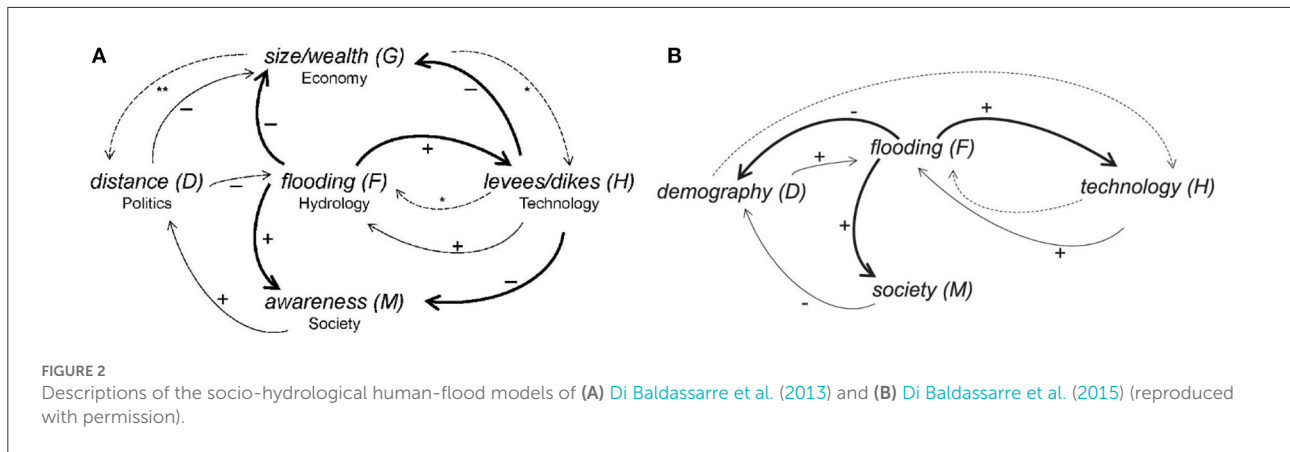 A
size/wealth (G)
Economy
**
*
−
−
−
+
distance (D)
Politics
−
flooding (F)
Hydrology
levees/dikes (H)
Technology
*
+
+
−
+
awareness (M)
Society
B
-
+
flooding (F)
+
demography (D)
technology (H)
+
+
society (M)
-
FIGURE 2
Descriptions of the socio-hydrological human-flood models of (A) Di Baldassarre et al. (2013) and (B) Di Baldassarre et al. (2015) (reproduced
with permission).